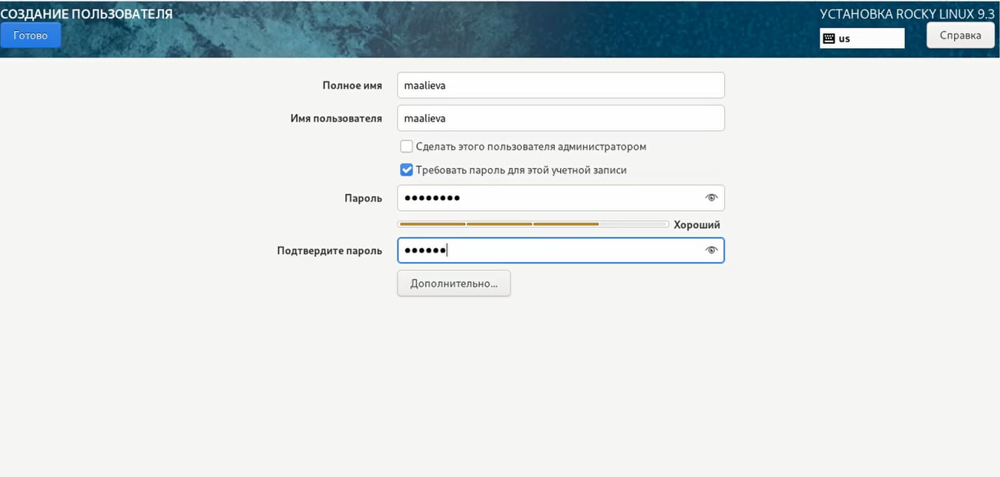 СОЗДАНИЕ ПОЛЬЗОВАТЕЛЯ
УСТАНОВКА ROCKY LINUX 9.3
Готово
us
Справка
Полное имя
maalieva
Имя пользователя
maalieva
Сделать этого пользователя администратором
Требовать пароль для этой учетной записи
Пароль
●●●●●●●●
Хороший
Подтвердите пароль
●●●●●●
Дополнительно...